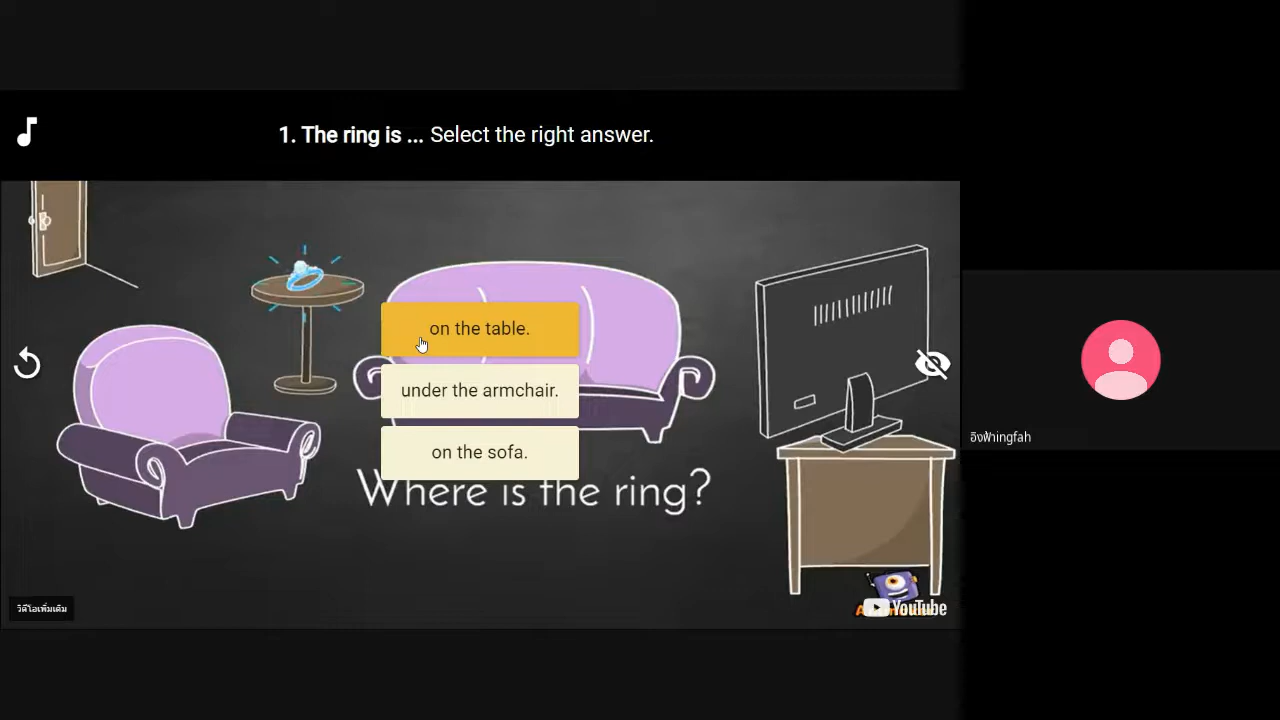 1. The ring is ... Select the right answer.
on the table.
under the armchair.
on the sofa.
Where is the ring?
อิงฟ้าingfah
วิดีโอเพิ่มเติม
YouTube